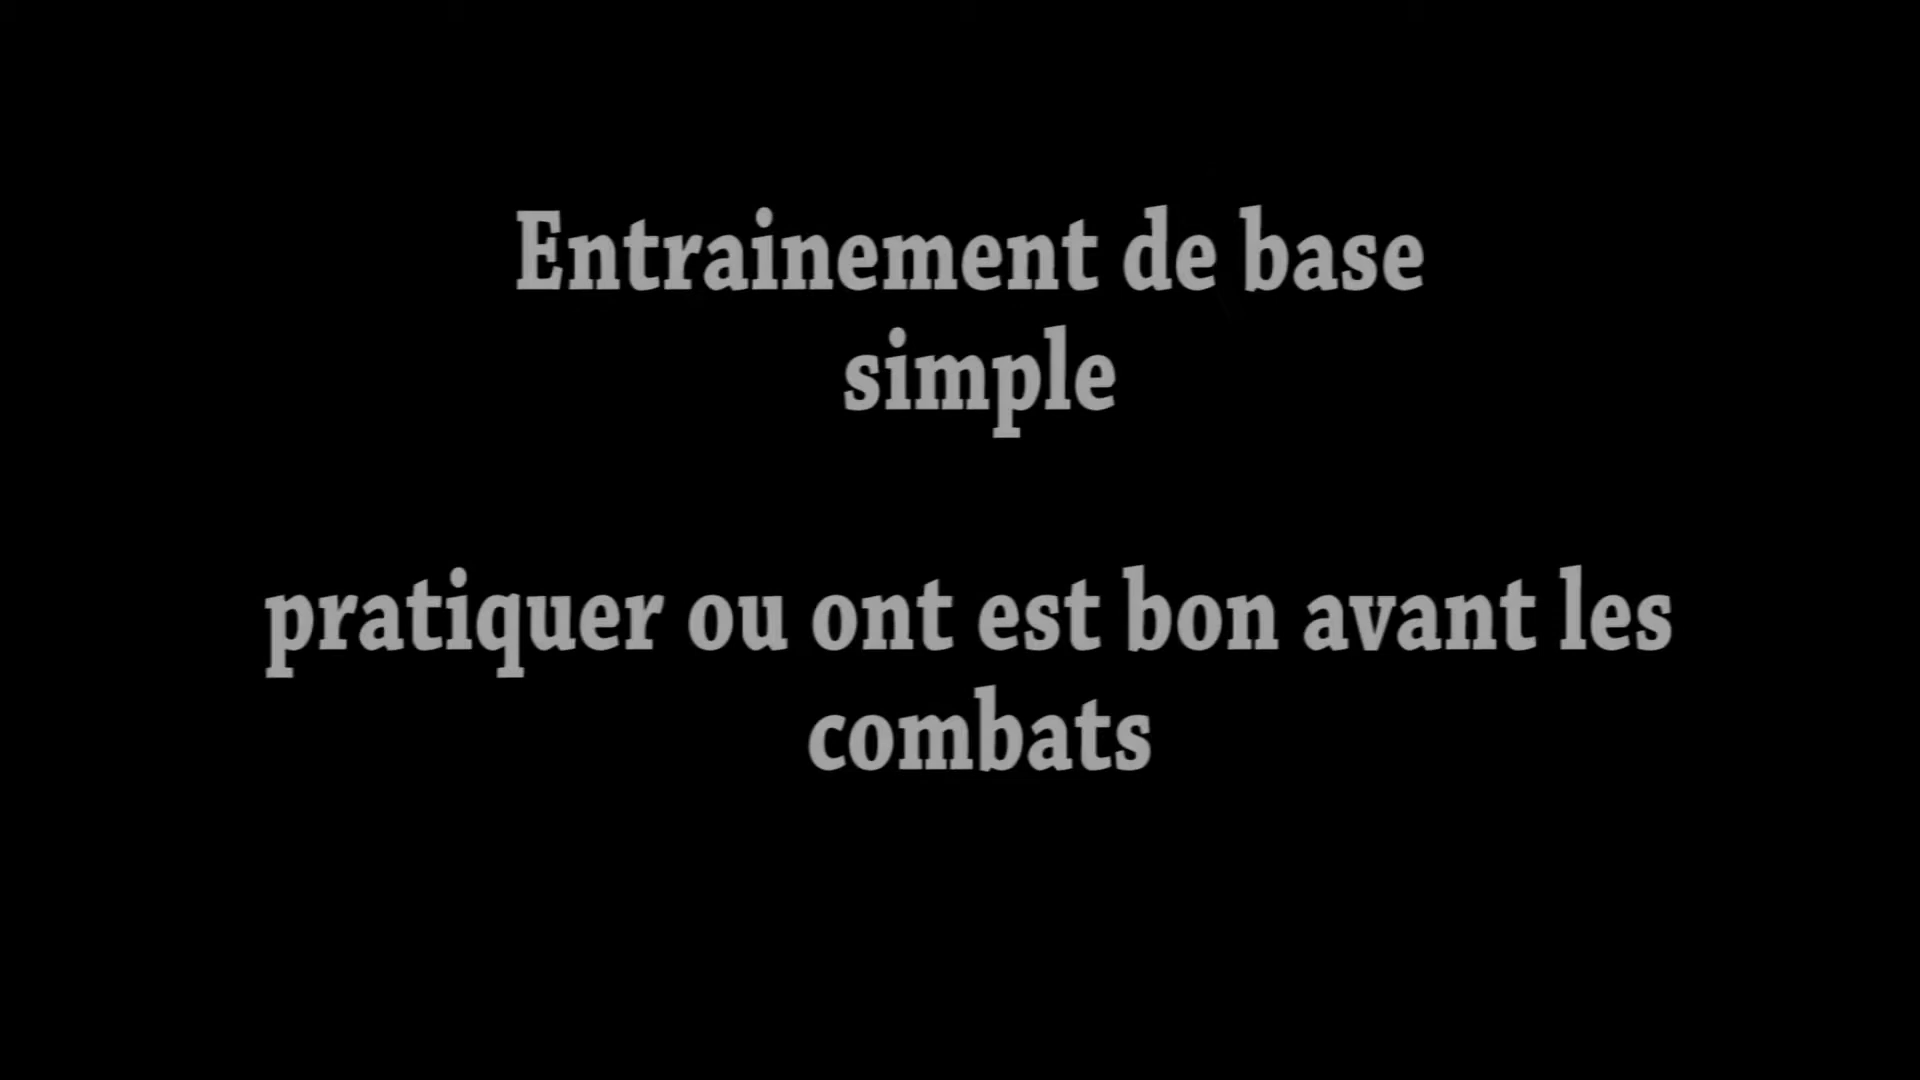 Entrainement de base
simple
pratiquer ou ont est bon avant les
combats